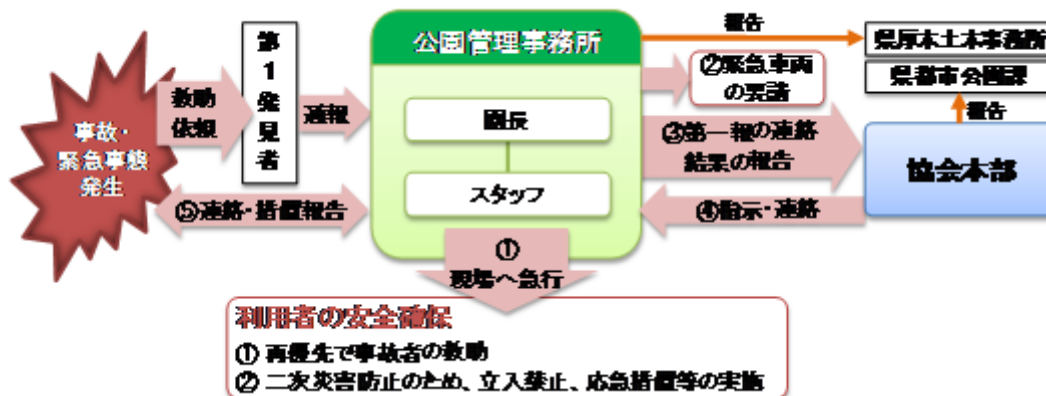 事故・
緊急事態
発生
救助
依頼
第1発見者
通報
公園管理事務所
園長
スタッフ
報告
県厚木土木事務所
県都市公園課
②緊急車両
の要請
報告
③第一報の連絡
結果の報告
協会本部
④指示・連絡
⑤連絡・措置報告
①
現場へ急行
利用者の安全確保
① 再優先で事故者の救助
② 二次災害防止のため、立入禁止、応急措置等の実施